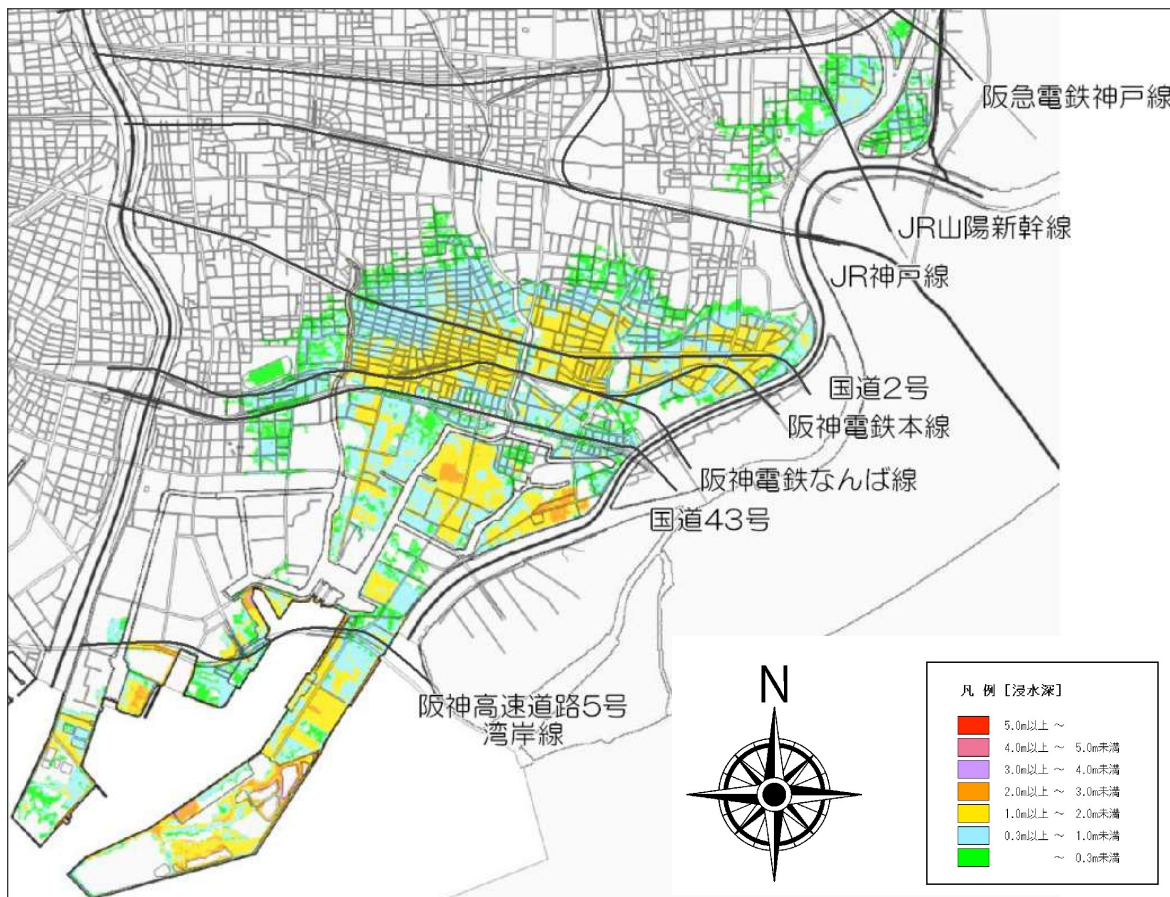 阪急電鉄神戸線
JR山陽新幹線
JR神戸線
国道2号
阪神電鉄本線
阪神電鉄なんば線
国道43号
阪神高速道路5号
湾岸線
N
凡 例 [浸水深]
5.0m以上 ~
4.0m以上 ~ 5.0m未満
3.0m以上 ~ 4.0m未満
2.0m以上 ~ 3.0m未満
1.0m以上 ~ 2.0m未満
0.3m以上 ~ 1.0m未満
~ 0.3m未満